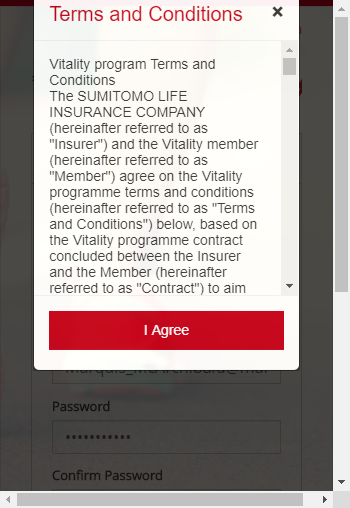 Terms and Conditions ×
Vitality program Terms and
Conditions
The SUMITOMO LIFE
INSURANCE COMPANY
(hereinafter referred to as
"Insurer") and the Vitality member
(hereinafter referred to as
"Member") agree on the Vitality
programme terms and conditions
(hereinafter referred to as "Terms
and Conditions") below, based on
the Vitality programme contract
concluded between the Insurer
and the Member (hereinafter
referred to as "Contract") to aim
I Agree
Password
•••••••••••
Confirm Password